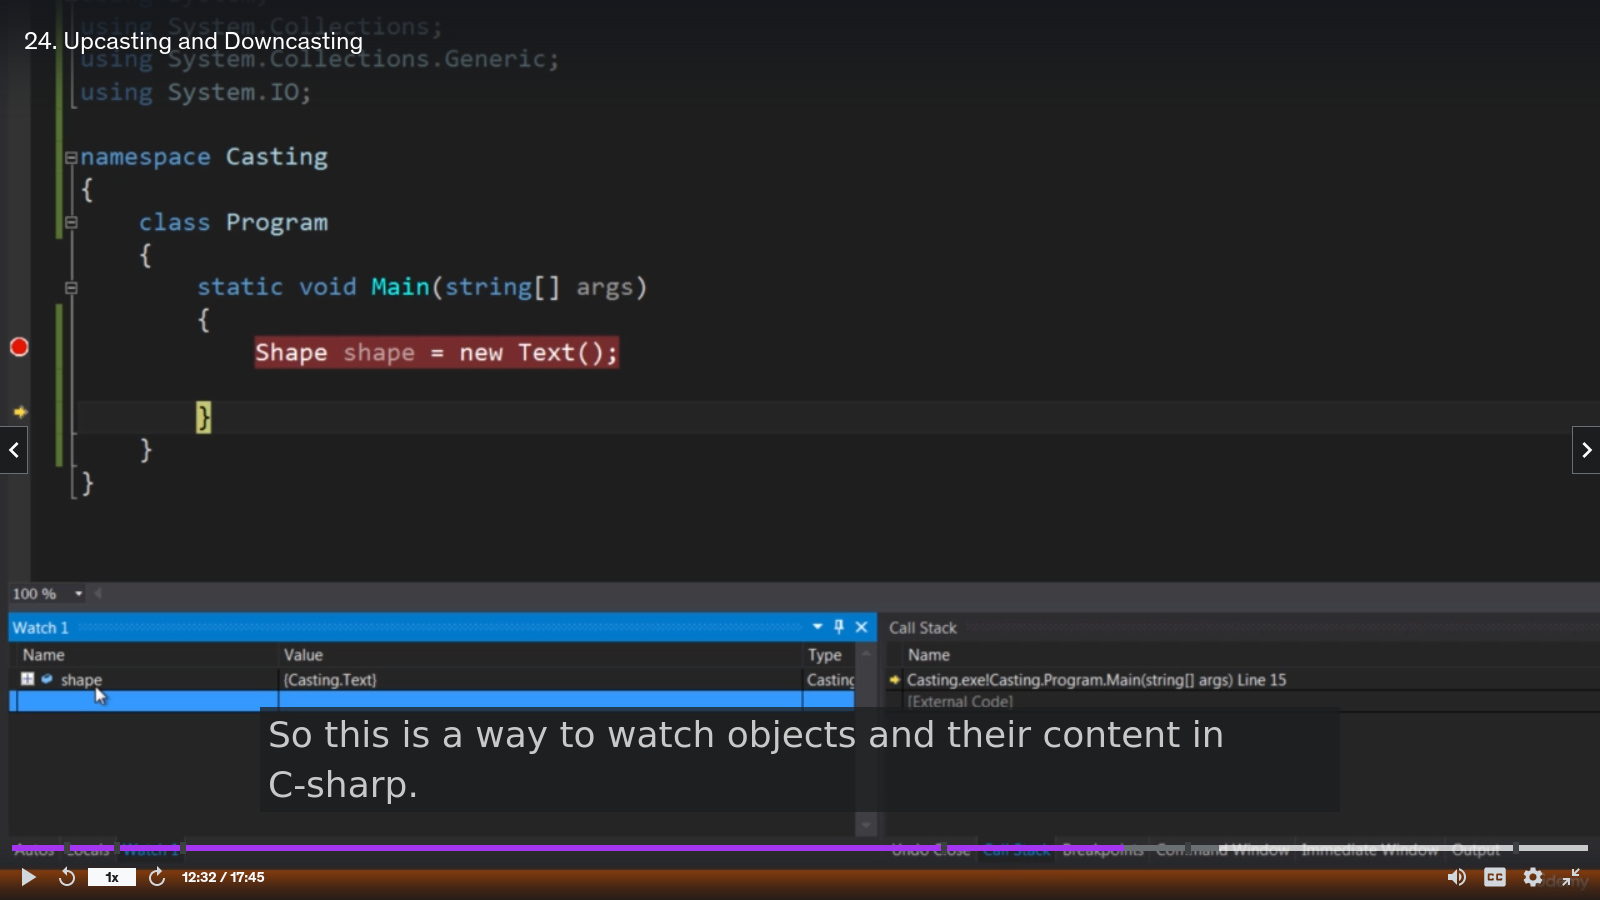 using System;
using System.Collections;
24. Upcasting and Downcasting
using System.Collections.Generic;
using System.IO;
namespace Casting
{
class Program
{
static void Main(string[] args)
{
Shape shape = new Text();
}
}
}
100 %
Watch 1
Call Stack
Name Value Type
Name
shape {Casting.Text} Casting
Casting.exe!Casting.Program.Main(string[] args) Line 15
[External Code]
So this is a way to watch objects and their content in
C-sharp.
Autos Locals Watch 1
Undo Close Call Stack Breakpoints Command Window Immediate Window Output
1x 12:32 / 17:45
CC